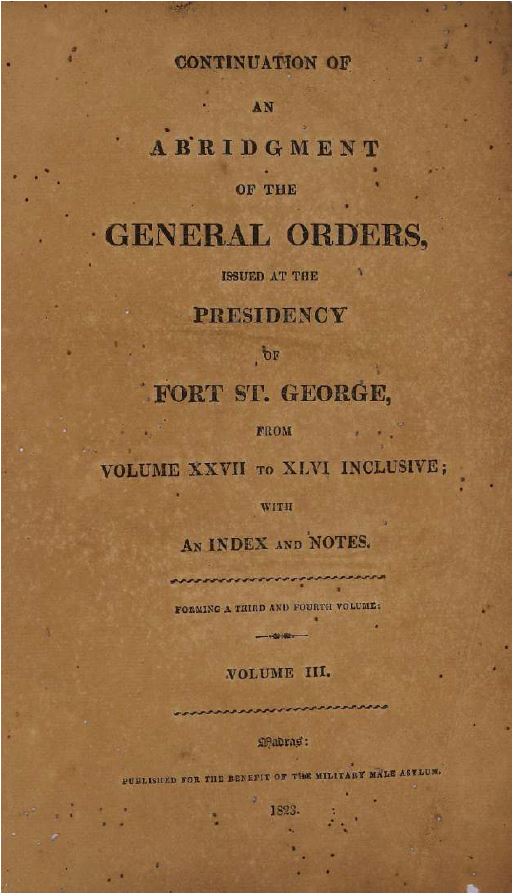 CONTINUATION OF
AN
ABRIDGMENT
OF THE
GENERAL ORDERS,
ISSUED AT THE
PRESIDENCY
OF
FORT ST. GEORGE,
FROM
VOLUME XXVII TO XLVI INCLUSIVE;
WITH
AN INDEX AND NOTES.
FORMING A THIRD AND FOURTH VOLUME:
VOLUME III.
Madras:
PUBLISHED FOR THE BENEFIT OF THE MILITARY MALE ASYLUM.
1823.